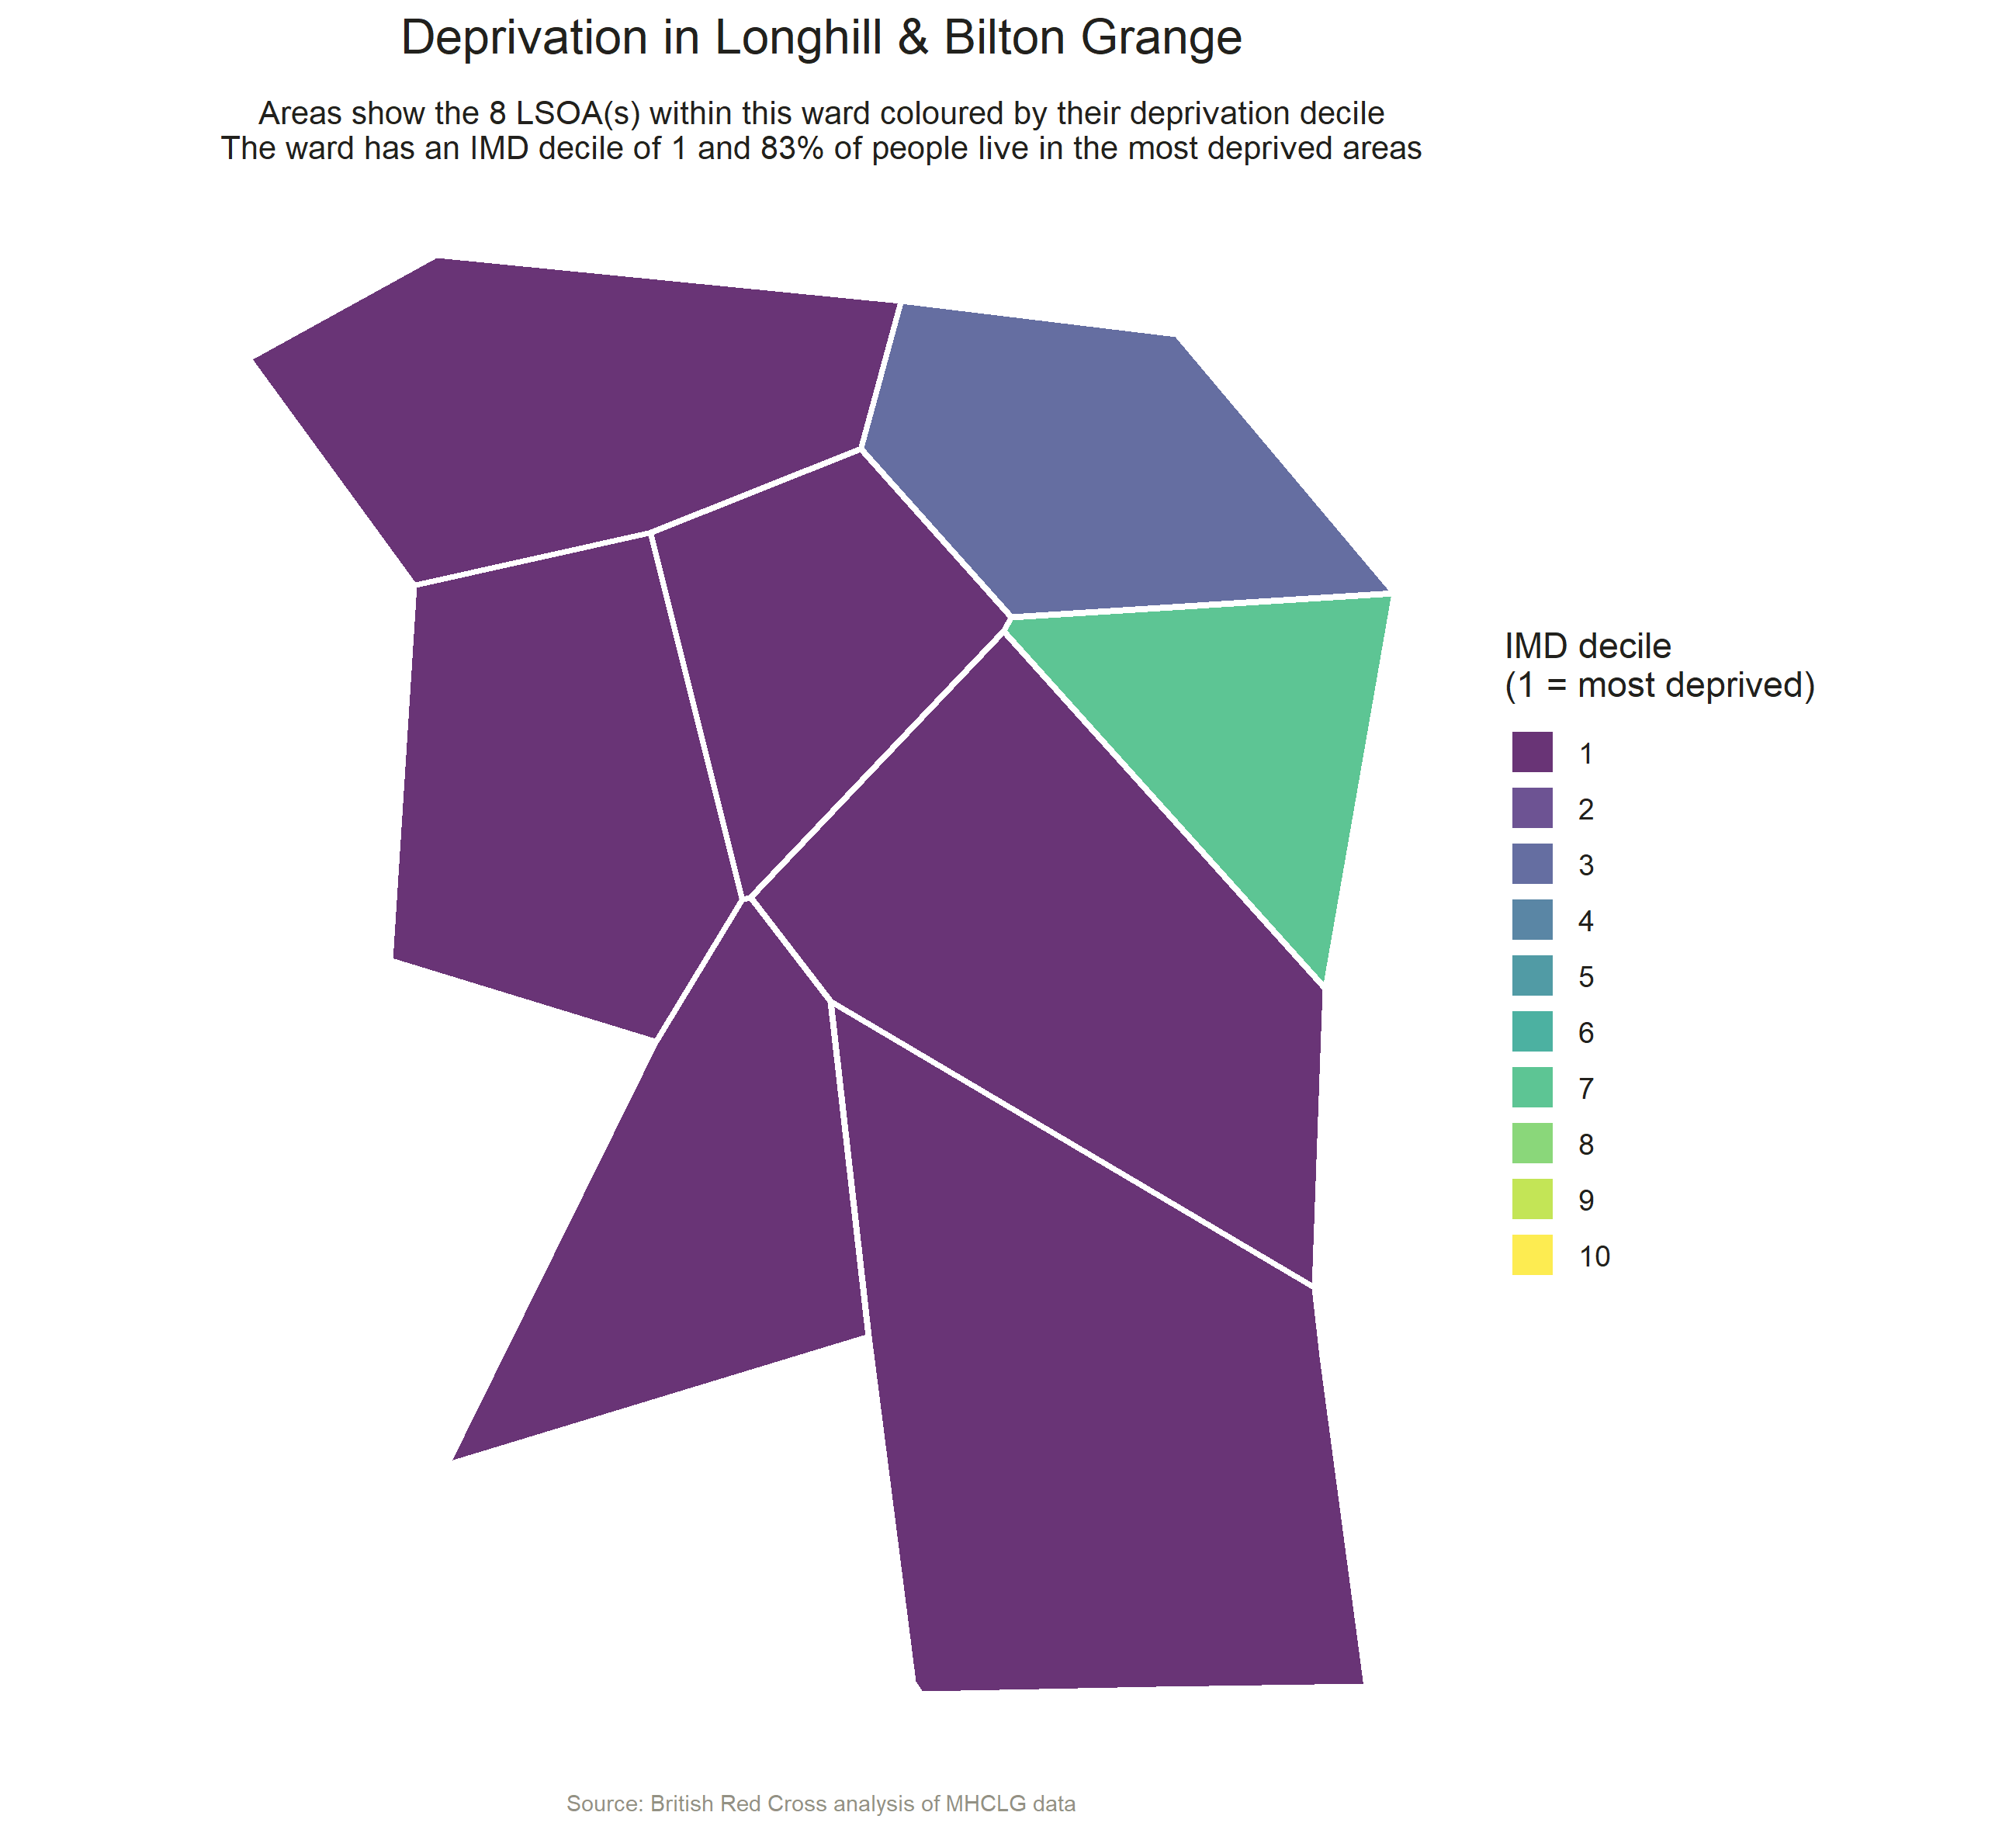 Deprivation in Longhill & Bilton Grange
Areas show the 8 LSOA(s) within this ward coloured by their deprivation decile
The ward has an IMD decile of 1 and 83% of people live in the most deprived areas
IMD decile
(1 = most deprived)
1
2
3
4
5
6
7
8
9
10
Source: British Red Cross analysis of MHCLG data